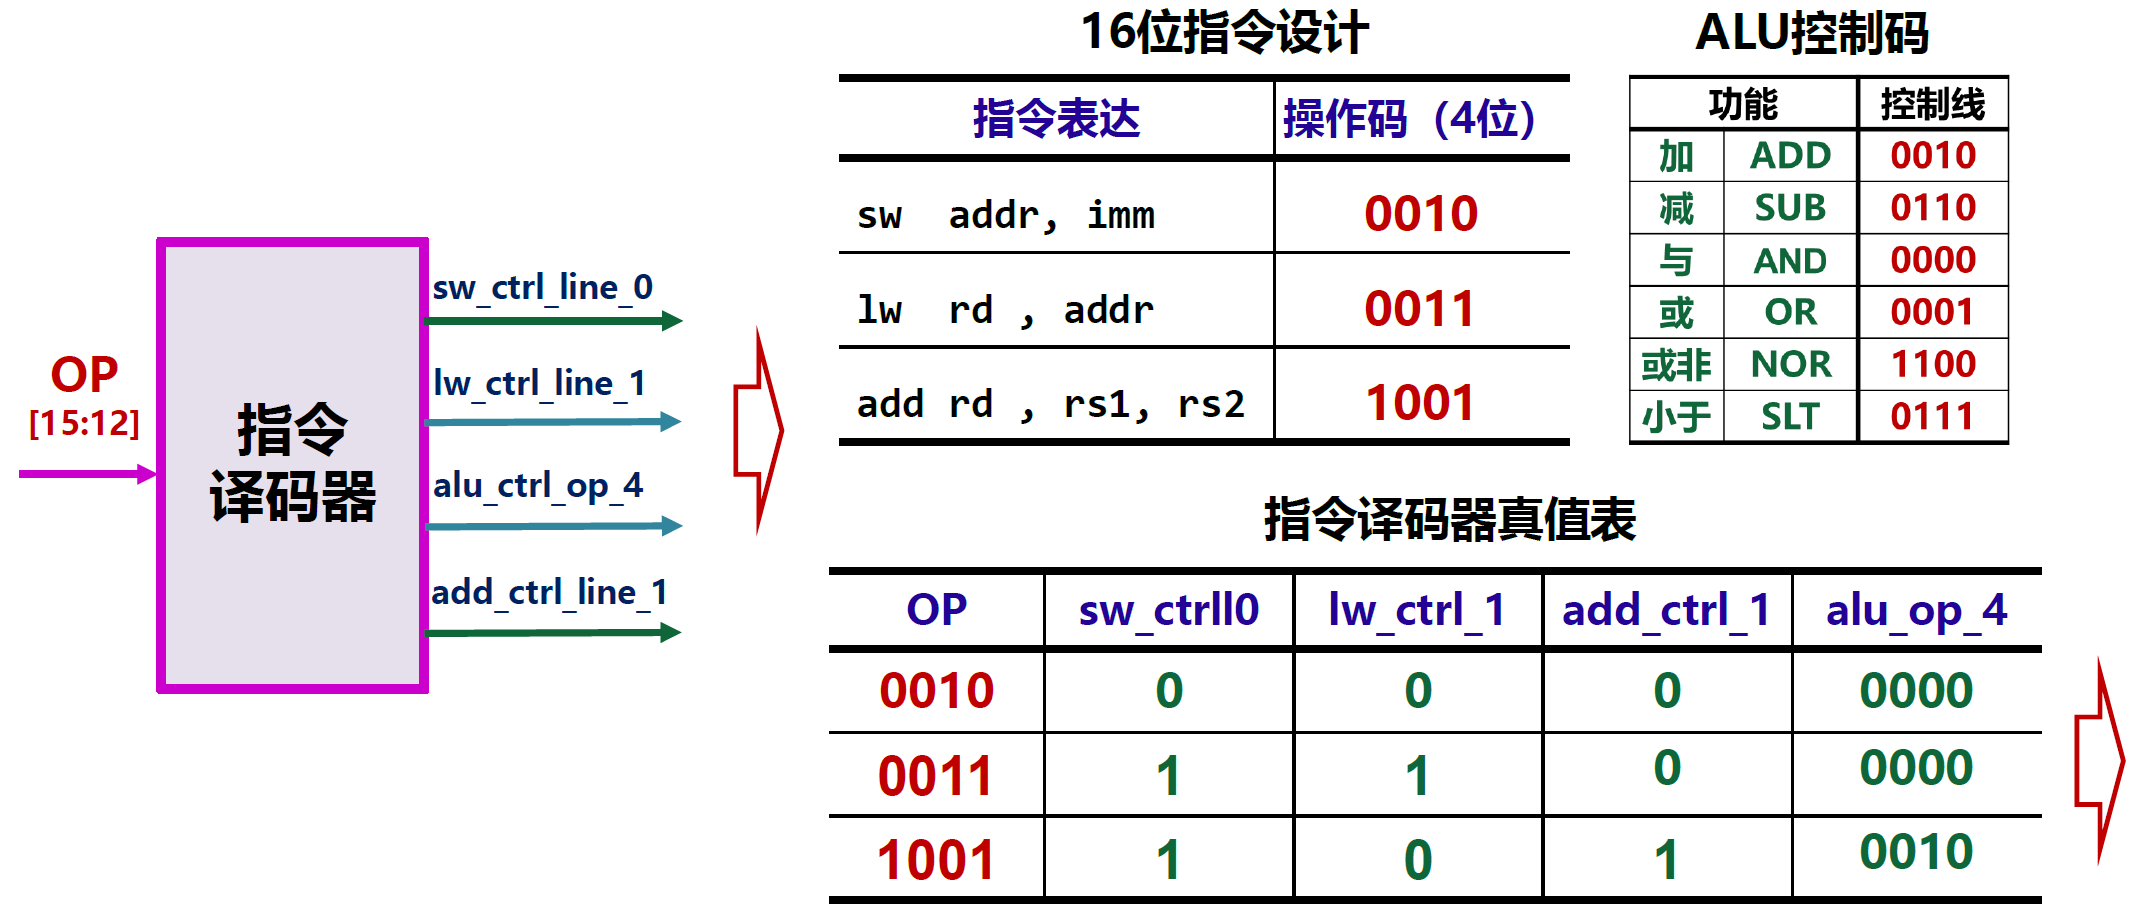 OP
[15:12]
指令
译码器
sw_ctrl_line_0
lw_ctrl_line_1
alu_ctrl_op_4
add_ctrl_line_1
16位指令设计
指令表达 操作码（4位）
sw addr, imm 0010
lw rd , addr 0011
add rd , rs1, rs2 1001
ALU控制码
功能 控制线
加 ADD 0010
减 SUB 0110
与 AND 0000
或 OR 0001
或非 NOR 1100
小于 SLT 0111
指令译码器真值表
OP sw_ctrll0 lw_ctrl_1 add_ctrl_1 alu_op_4
0010 0 0 0 0000
0011 1 1 0 0000
1001 1 0 1 0010